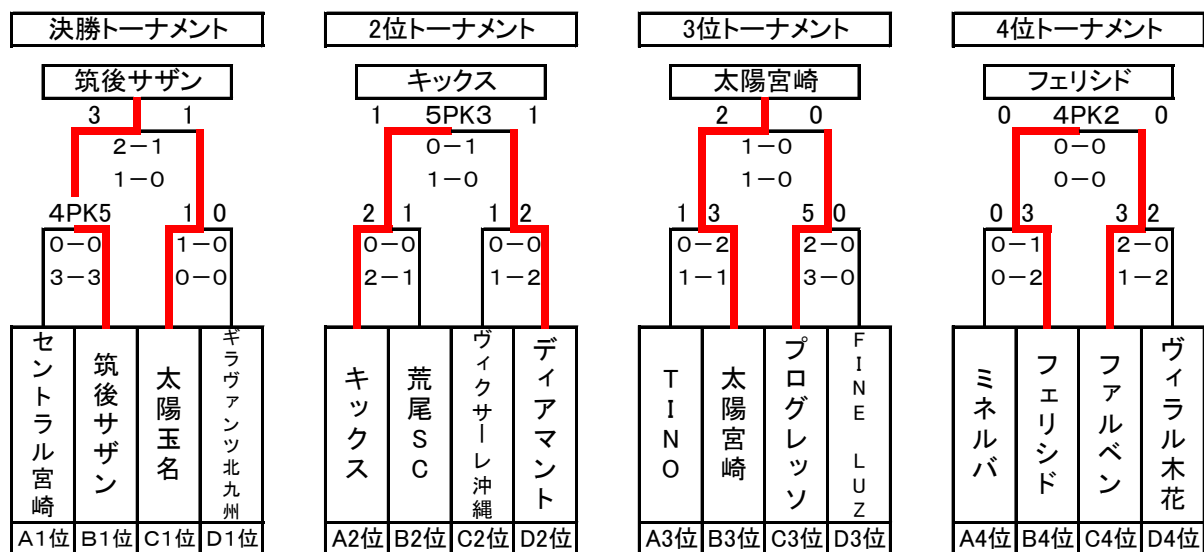 決勝トーナメント 2位トーナメント 3位トーナメント 4位トーナメント
筑後サザン キックス 太陽宮崎 フェリシド
3 1 1 5PK3 1 2 0 0 4PK2 0
2−1 0−1 1−0 0−0
1−0 1−0 1−0 0−0
4PK5 1 0 2 1 1 2 1 3 5 0 0 3 3 2
0−0 1−0 0−0 0−0 0−2 2−0 0−1 2−0
3−3 0−0 2−1 1−2 1−1 3−0 0−2 1−2
セントラル宮崎
筑後サザン
太陽玉名
ギラヴァンツ北九州
キックス
荒尾SC
ヴィクサーレ沖縄
ディアマント
TINO
太陽宮崎
プログレッソ
FINE LUZ
ミネルバ
フェリシド
ファルベン
ヴィラル木花
A1位 B1位 C1位 D1位 A2位 B2位 C2位 D2位 A3位 B3位 C3位 D3位 A4位 B4位 C4位 D4位